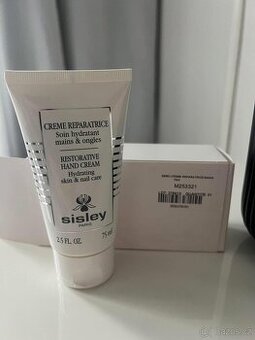 CREME REPARATRICE
Soin hydratant
mains & ongles
RESTORATIVE
HAND CREAM
Hydrating
skin & nail care
sisley
PARIS
2.5 FL. OZ
75 ml
M253321